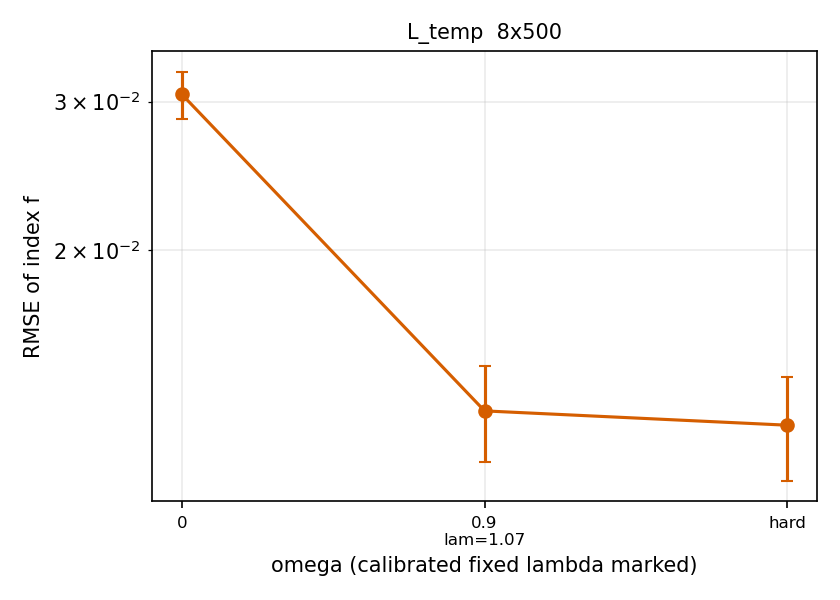 L_temp  8x500
RMSE of index f
3 × 10⁻²
2 × 10⁻²
0
0.9
lam=1.07
hard
omega (calibrated fixed lambda marked)